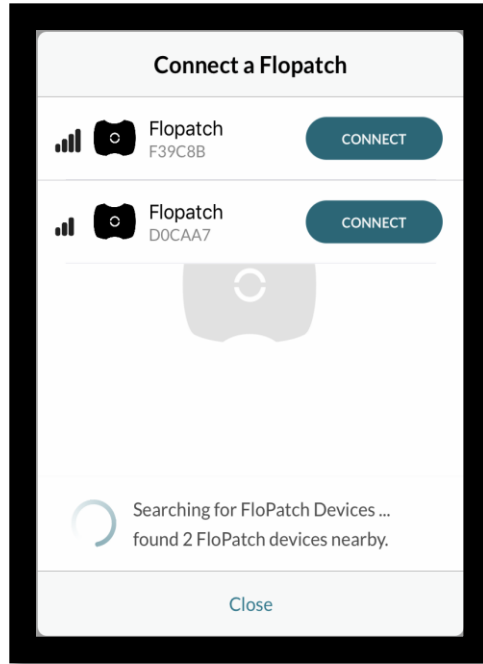 Connect a Flopatch
Flopatch
F39C8B
CONNECT
Flopatch
D0CAA7
CONNECT
Searching for FloPatch Devices ...
found 2 FloPatch devices nearby.
Close